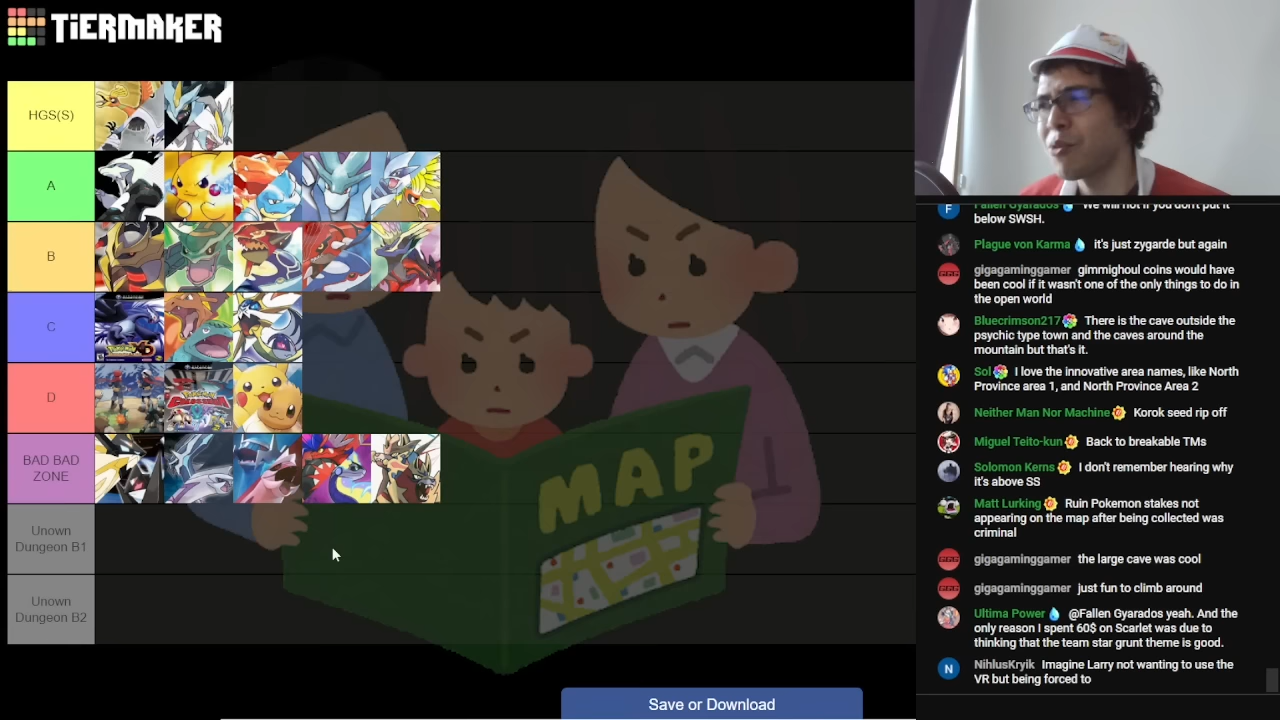 TiERMAKER
HGS(S)
A
B
C
D
BAD BAD
ZONE
Unown
Dungeon B1
Unown
Dungeon B2
MAP
Save or Download
F
Fallen Gyarados We will not if you don't put it
below SWSH.
Plague von Karma it's just zygarde but again
gigagaminggamer gimmighoul coins would have
been cool if it wasn't one of the only things to do in
the open world
Bluecrimson217 There is the cave outside the
psychic type town and the caves around the
mountain but that's it.
Sol I love the innovative area names, like North
Province area 1, and North Province Area 2
Neither Man Nor Machine Korok seed rip off
Miguel Teito-kun Back to breakable TMs
Solomon Kerns I don't remember hearing why
it's above SS
Matt Lurking Ruin Pokemon stakes not
appearing on the map after being collected was
criminal
gigagaminggamer the large cave was cool
gigagaminggamer just fun to climb around
Ultima Power @Fallen Gyarados yeah. And the
only reason I spent 60$ on Scarlet was due to
thinking that the team star grunt theme is good.
N
NihlusKryik Imagine Larry not wanting to use the
VR but being forced to